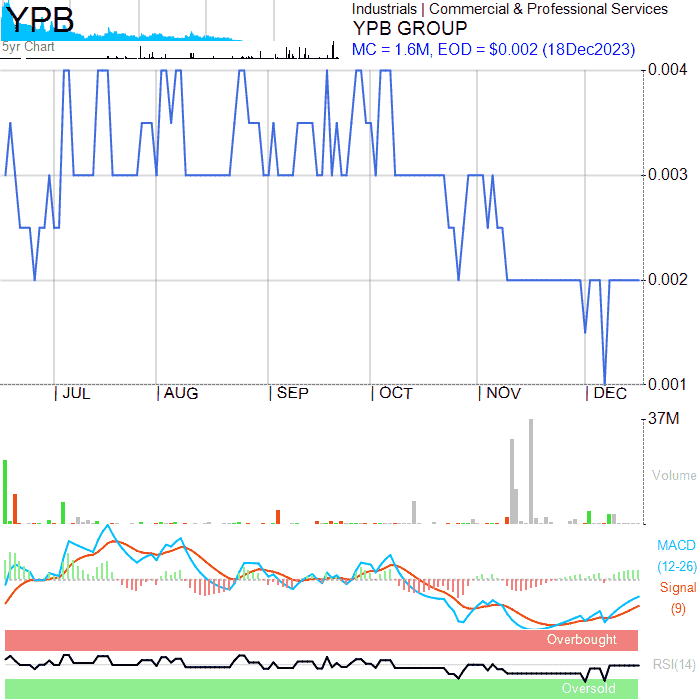 YPB
5yr Chart
Industrials | Commercial & Professional Services
YPB GROUP
MC = 1.6M, EOD = $0.002 (18Dec2023)
0.004
0.003
0.002
0.001
JUL AUG SEP OCT NOV DEC
37M
Volume
MACD
(12-26)
Signal
(9)
Overbought
RSI(14)
Oversold